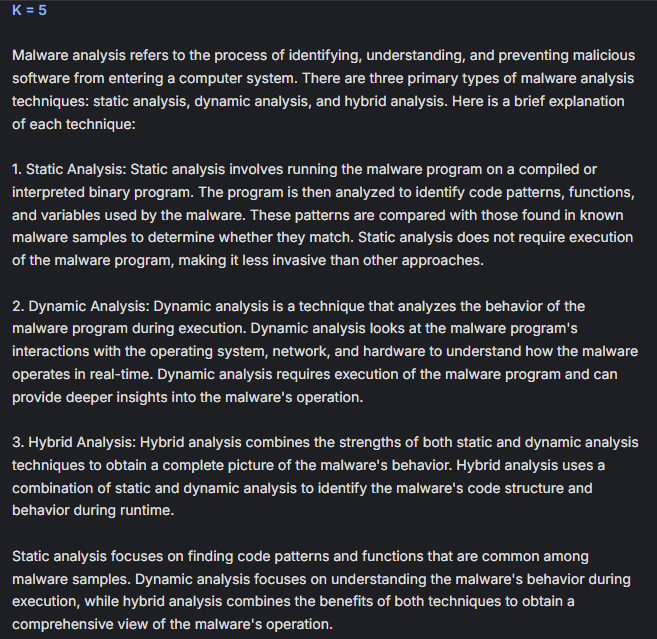 K = 5
Malware analysis refers to the process of identifying, understanding, and preventing malicious
software from entering a computer system. There are three primary types of malware analysis
techniques: static analysis, dynamic analysis, and hybrid analysis. Here is a brief explanation
of each technique:
1. Static Analysis: Static analysis involves running the malware program on a compiled or
interpreted binary program. The program is then analyzed to identify code patterns, functions,
and variables used by the malware. These patterns are compared with those found in known
malware samples to determine whether they match. Static analysis does not require execution
of the malware program, making it less invasive than other approaches.
2. Dynamic Analysis: Dynamic analysis is a technique that analyzes the behavior of the
malware program during execution. Dynamic analysis looks at the malware program's
interactions with the operating system, network, and hardware to understand how the malware
operates in real-time. Dynamic analysis requires execution of the malware program and can
provide deeper insights into the malware's operation.
3. Hybrid Analysis: Hybrid analysis combines the strengths of both static and dynamic analysis
techniques to obtain a complete picture of the malware's behavior. Hybrid analysis uses a
combination of static and dynamic analysis to identify the malware's code structure and
behavior during runtime.
Static analysis focuses on finding code patterns and functions that are common among
malware samples. Dynamic analysis focuses on understanding the malware's behavior during
execution, while hybrid analysis combines the benefits of both techniques to obtain a
comprehensive view of the malware's operation.